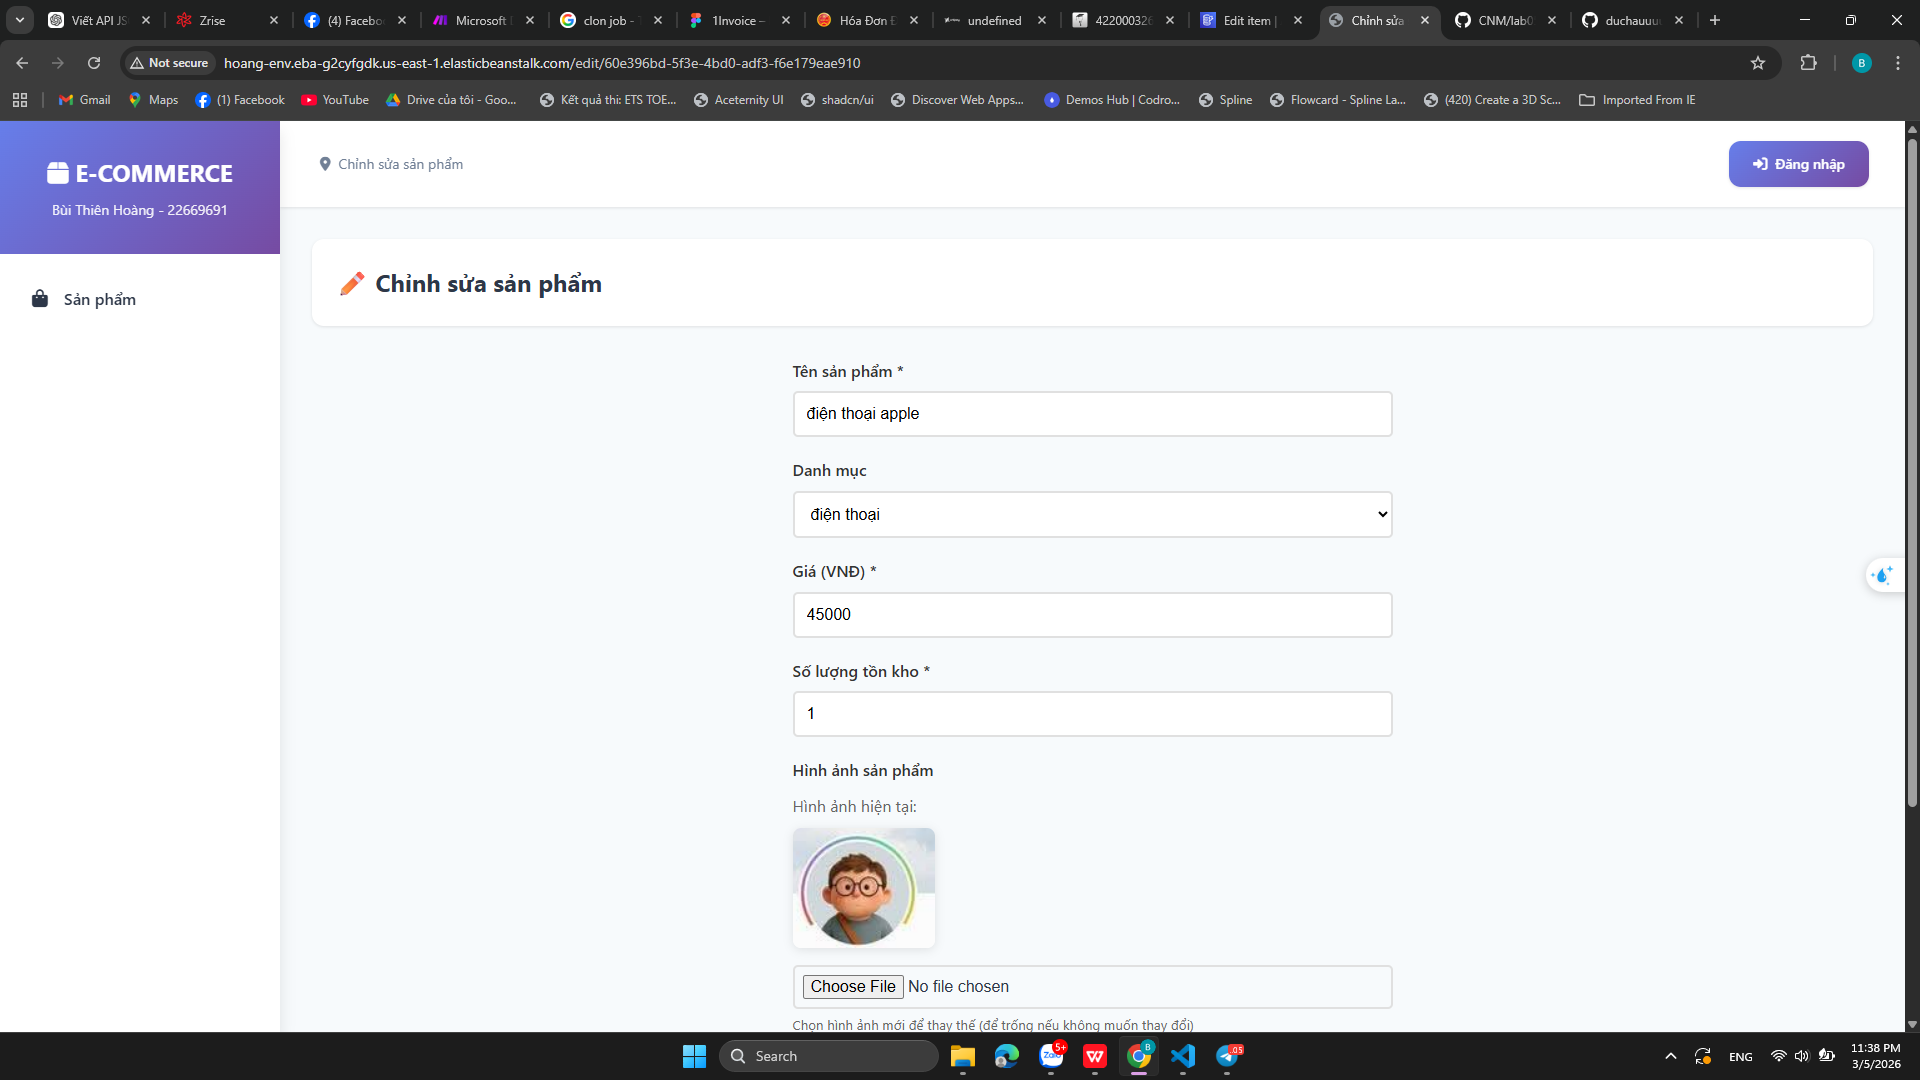 Viết API JS
Zrise
(4) Facebo
Microsoft
clon job -
1Invoice –
Hóa Đơn
undefined
422000326
Edit item |
Chỉnh sửa
CNM/lab0
duchauuu
Not secure
hoang-env.eba-g2cyfgdk.us-east-1.elasticbeanstalk.com/edit/60e396bd-5f3e-4bd0-adf3-f6e179eae910
B
Gmail
Maps
(1) Facebook
YouTube
Drive của tôi - Goo...
Kết quả thi: ETS TOE...
Aceternity UI
shadcn/ui
Discover Web Apps...
Demos Hub | Codro...
Spline
Flowcard - Spline La...
(420) Create a 3D Sc...
Imported From IE
E-COMMERCE
Bùi Thiên Hoàng - 22669691
Sản phẩm
Chỉnh sửa sản phẩm
Đăng nhập
Chỉnh sửa sản phẩm
Tên sản phẩm *
điện thoại apple
Danh mục
điện thoại
Giá (VNĐ) *
45000
Số lượng tồn kho *
1
Hình ảnh sản phẩm
Hình ảnh hiện tại:
Choose File No file chosen
Chọn hình ảnh mới để thay thế (để trống nếu không muốn thay đổi)
Search
Zalo
5+
B
ENG
11:38 PM
3/5/2026